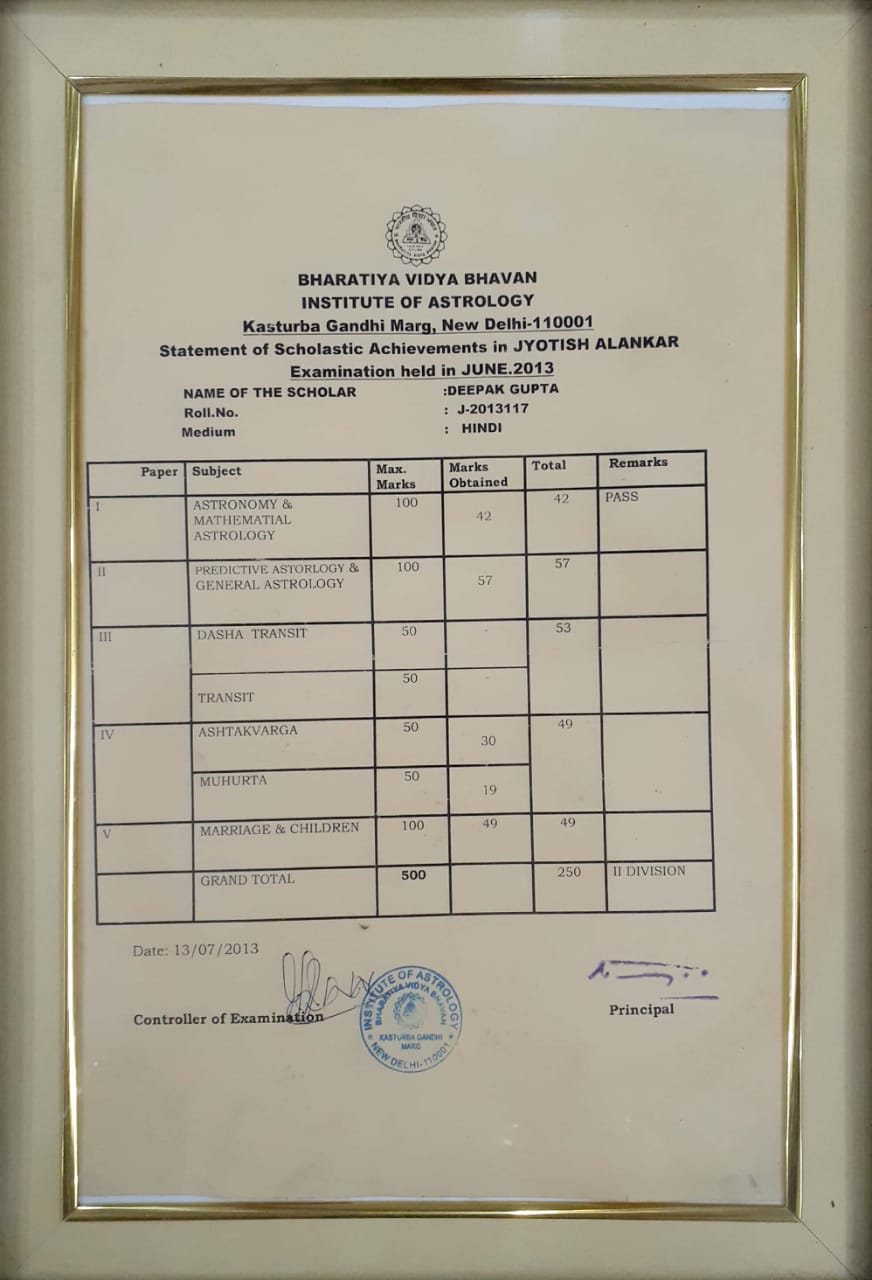 BHARATIYA VIDYA BHAVAN
INSTITUTE OF ASTROLOGY
Kasturba Gandhi Marg, New Delhi-110001
Statement of Scholastic Achievements in JYOTISH ALANKAR
Examination held in JUNE.2013
NAME OF THE SCHOLAR :DEEPAK GUPTA
Roll.No. : J-2013117
Medium : HINDI
Paper Subject Max. Marks Marks Obtained Total Remarks
I ASTRONOMY & MATHEMATIAL ASTROLOGY 100 42 42 PASS
II PREDICTIVE ASTORLOGY & GENERAL ASTROLOGY 100 57 57
III DASHA TRANSIT 50 - 53
TRANSIT 50 -
IV ASHTAKVARGA 50 30 49
MUHURTA 50 19
V MARRIAGE & CHILDREN 100 49 49
GRAND TOTAL 500 250 II DIVISION
Date: 13/07/2013
Controller of Examination
INSTITUTE OF ASTROLOGY
BHARATIYA VIDYA BHAVAN
KASTURBA GANDHI
MARG
NEW DELHI-110001
Principal